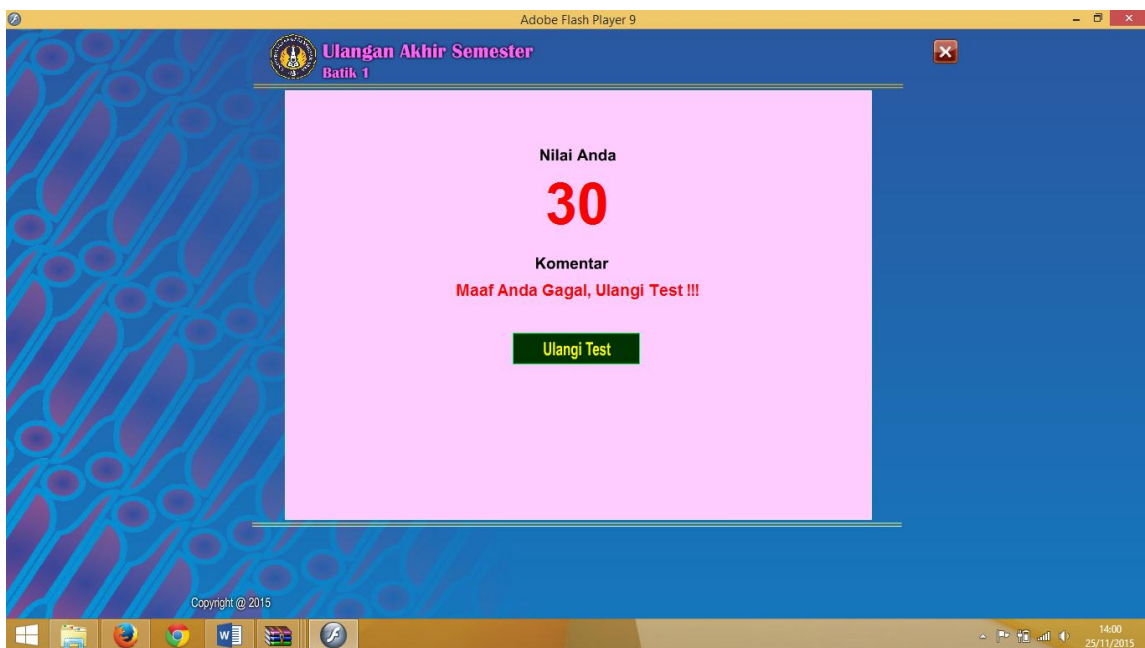 Adobe Flash Player 9
Ulangan Akhir Semester
Batik 1
Nilai Anda
30
Komentar
Maaf Anda Gagal, Ulangi Test !!!
Ulangi Test
Copyright @ 2015
14:00
25/11/2015